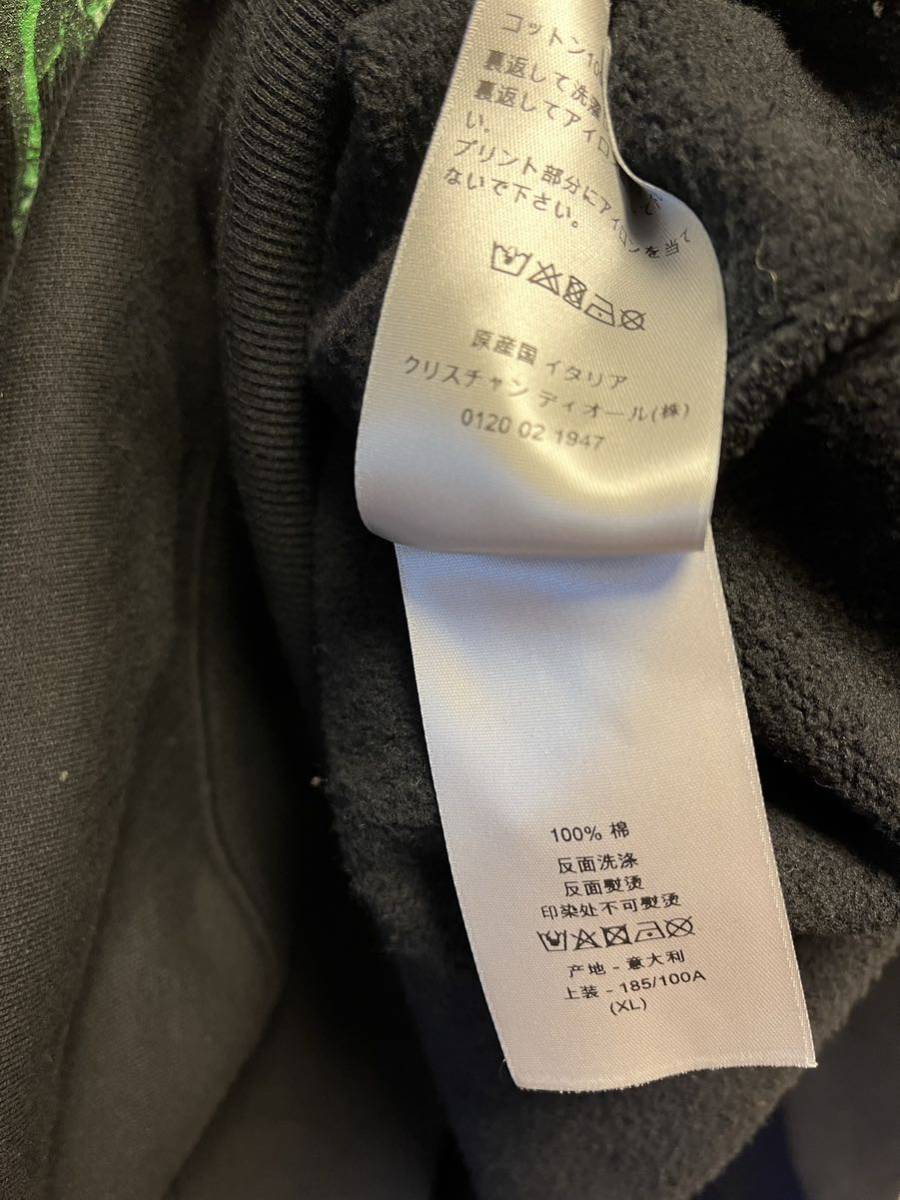 コットン10
裏返して洗濯
裏返してアイロ
い。
プリント部分にアイロンを当て
ないで下さい。
原産国 イタリア
クリスチャン ディオール(株)
0120 02 1947
100% 棉
反面洗涤
反面熨烫
印染处不可熨烫
产地 - 意大利
上装 - 185/100A
(XL)